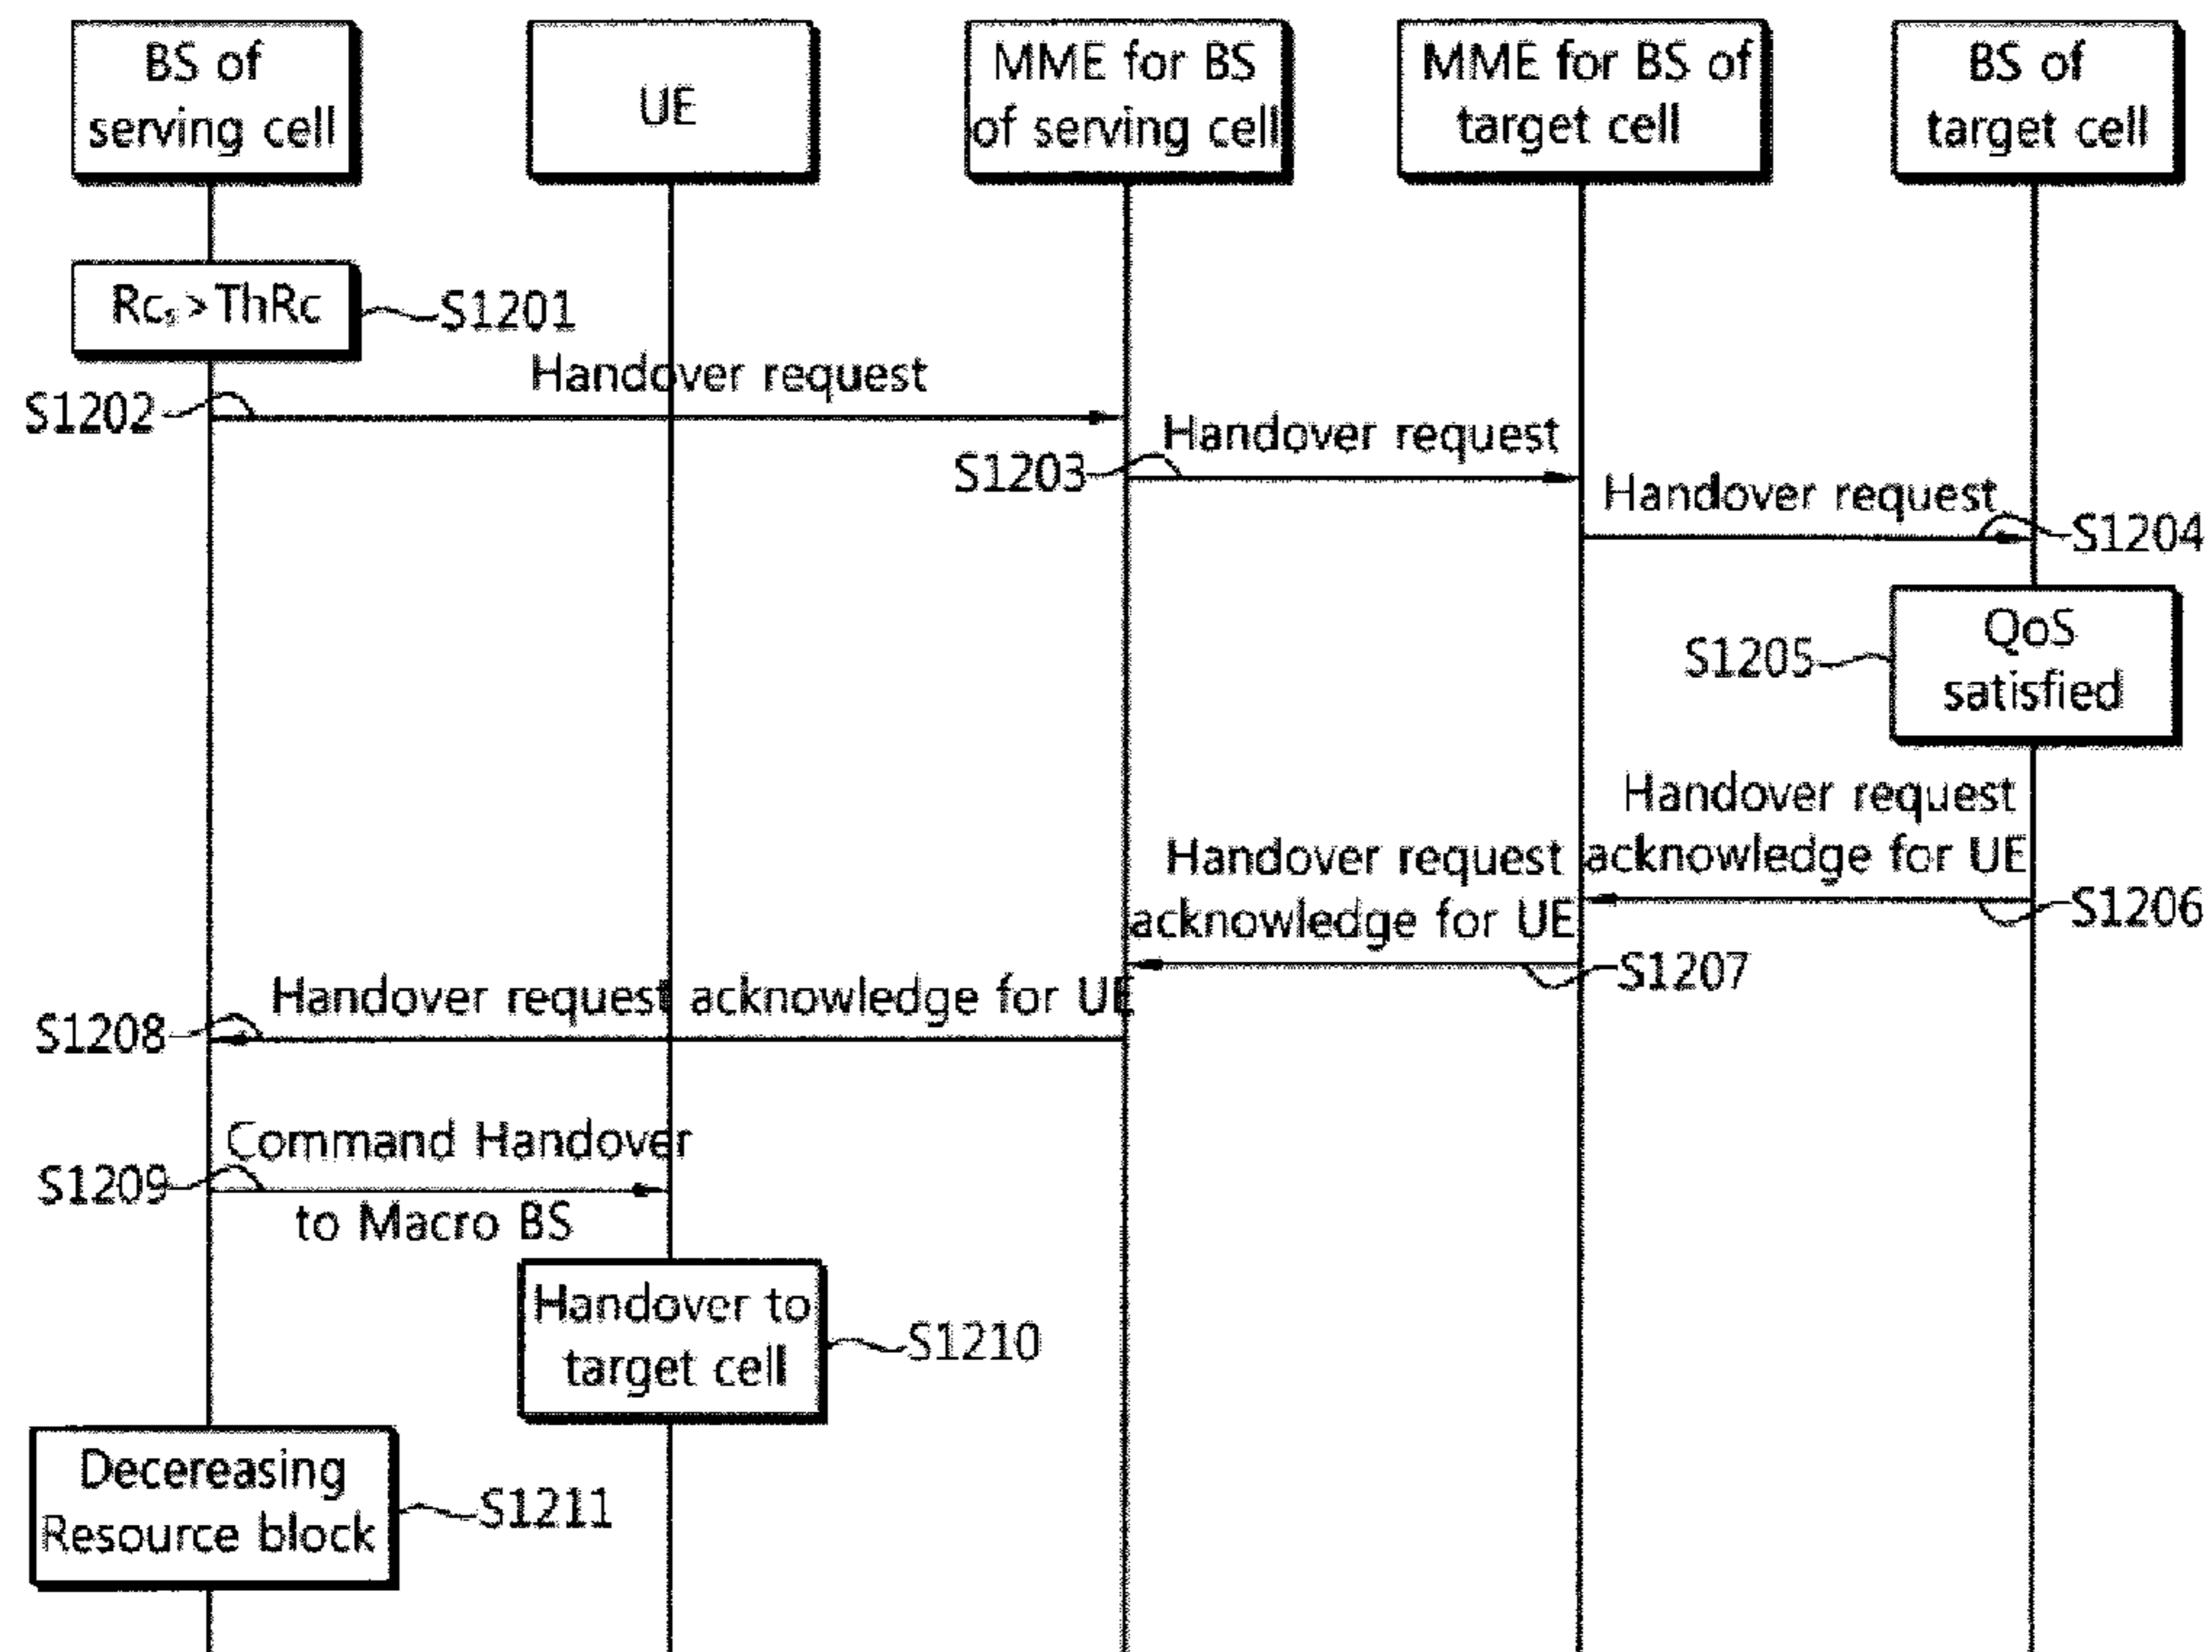 BS of
serving cell
UE
MME for BS
of serving cell
MME for BS of
target cell
BS of
target cell
Rcs > ThRc
S1201
Handover request
S1202
Handover request
S1203
Handover request
S1204
QoS
satisfied
S1205
Handover request
acknowledge for UE
S1206
Handover request
acknowledge for UE
S1207
Handover request acknowledge for UE
S1208
Command Handover
to Macro BS
S1209
Handover to
target cell
S1210
Decereasing
Resource block
S1211